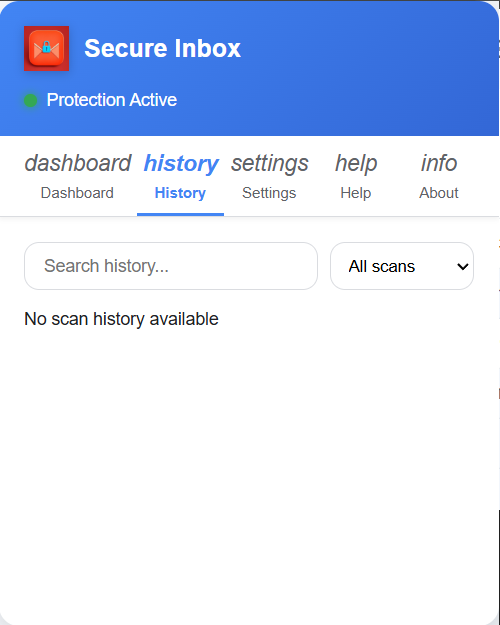 Secure Inbox
Protection Active
dashboard history settings help info
Dashboard History Settings Help About
Search history... All scans
No scan history available